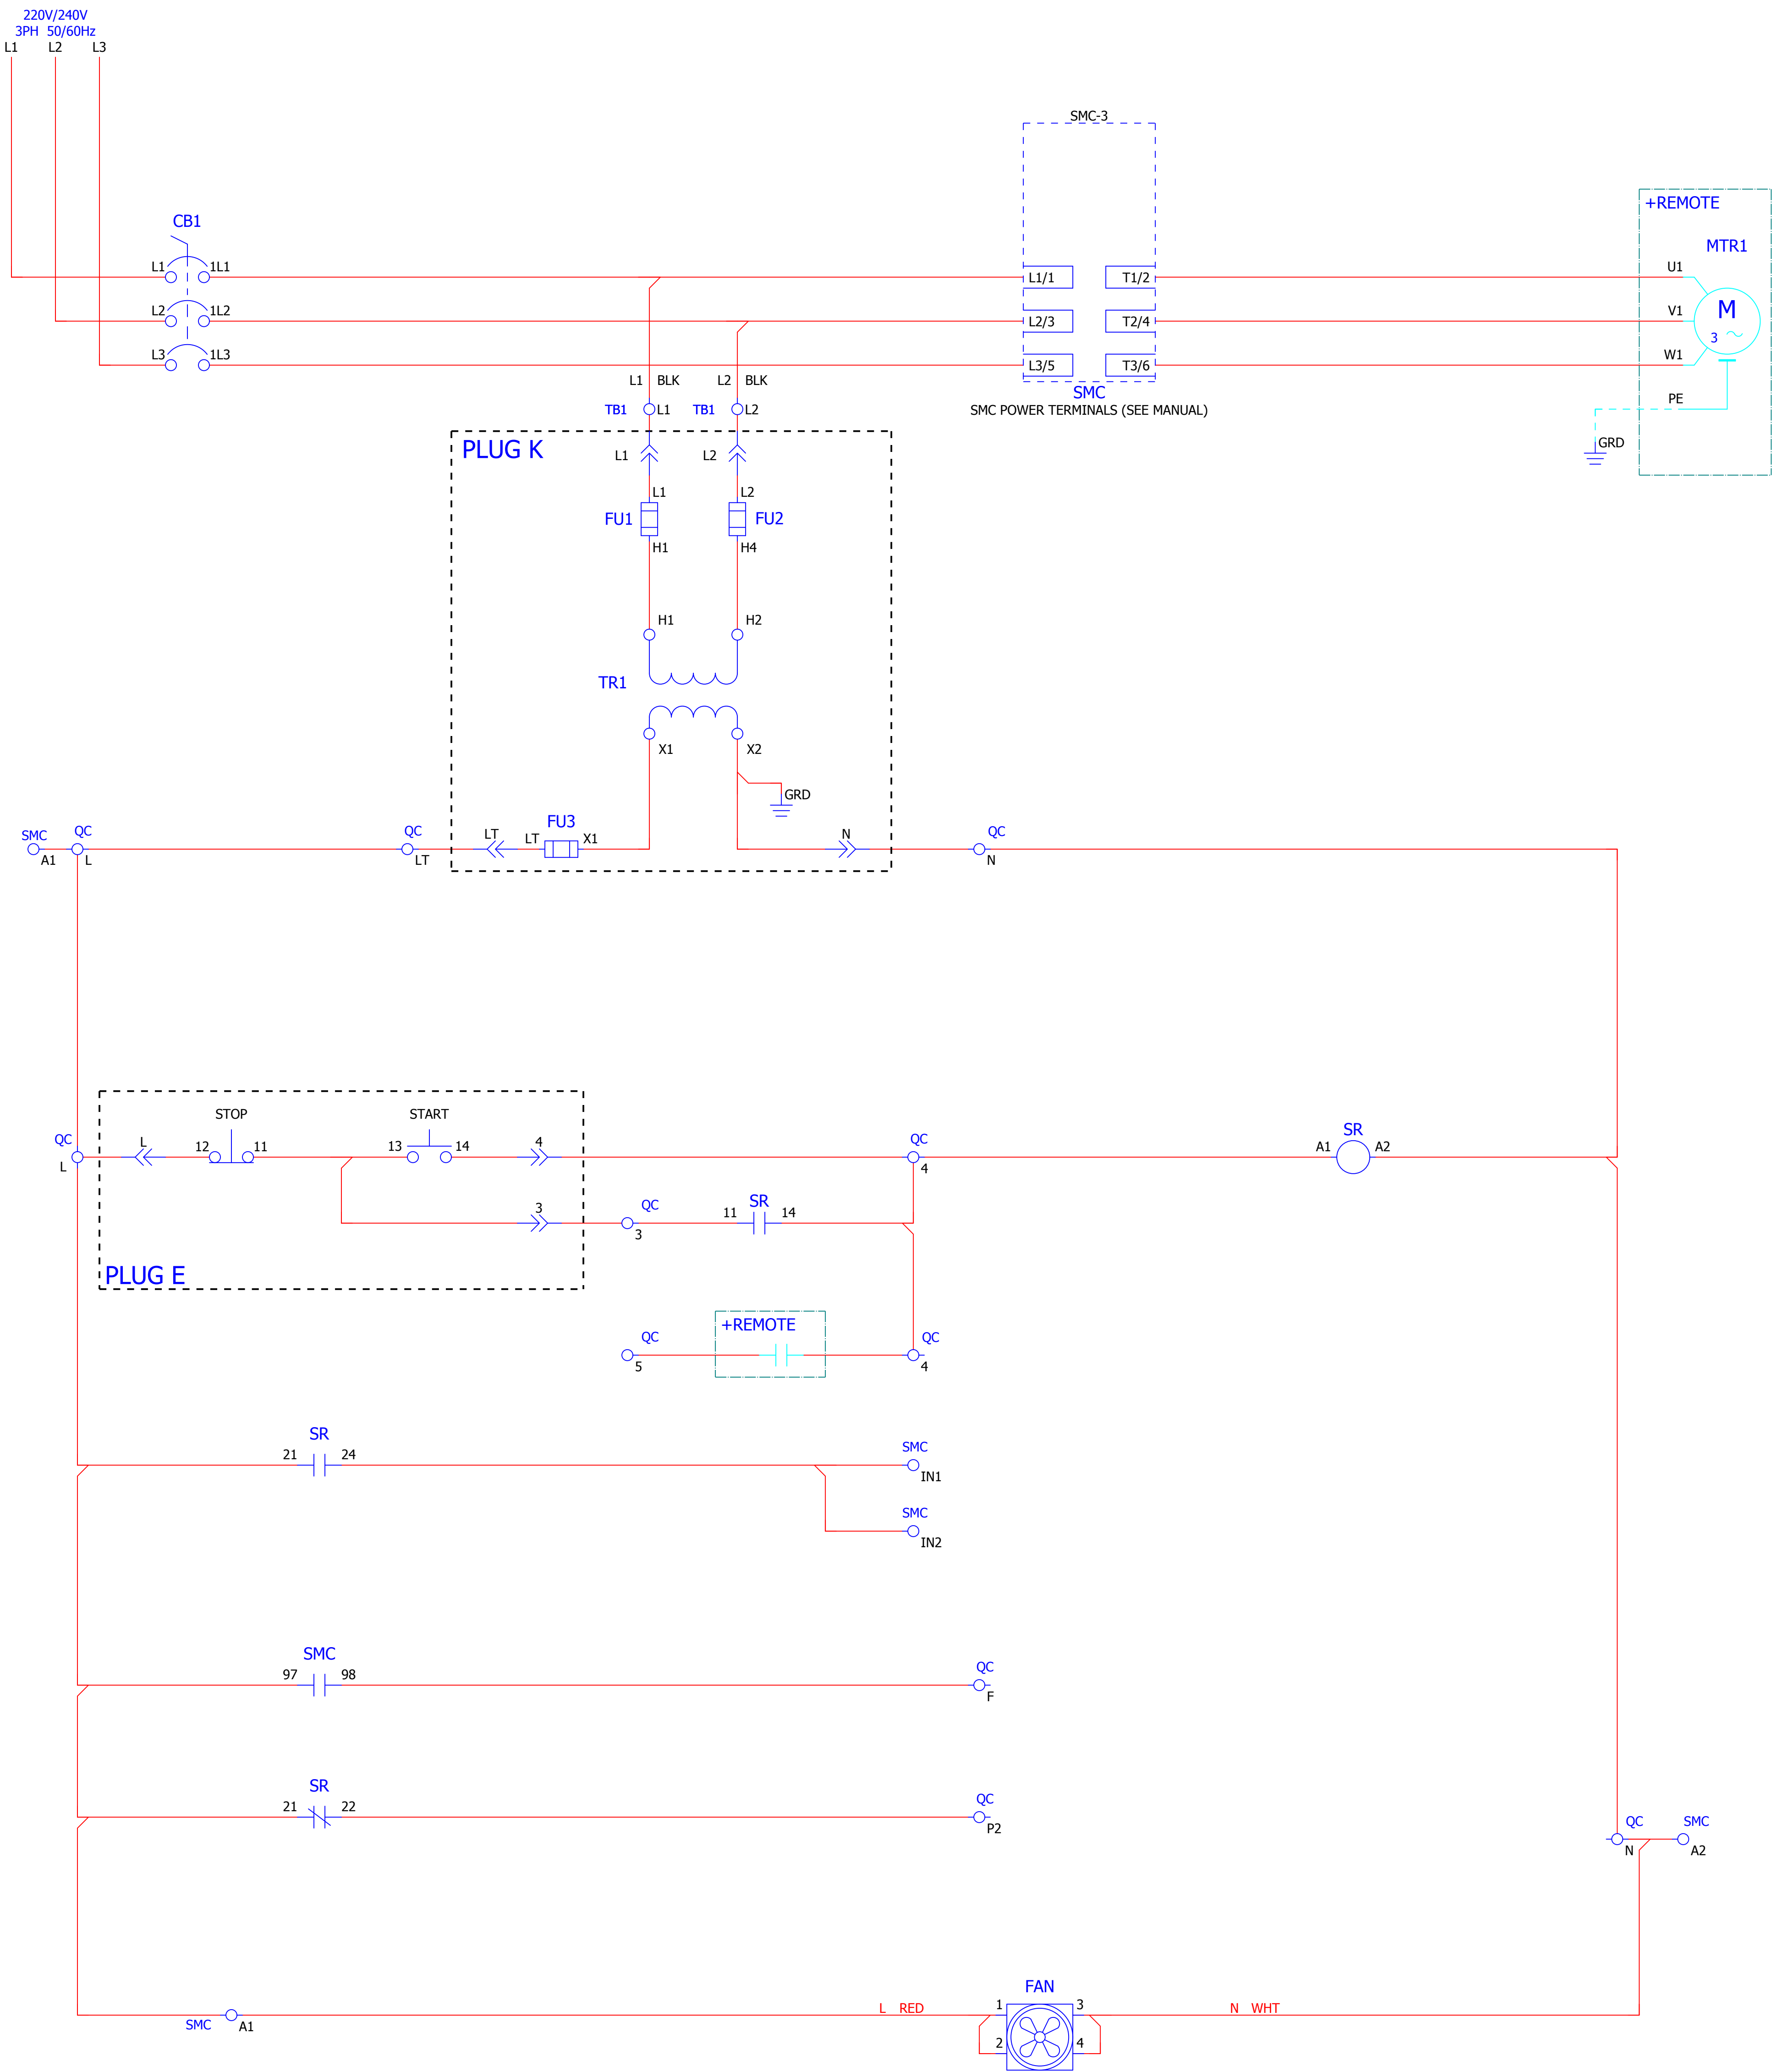 220V/240V
3PH 50/60Hz
L1 L2 L3
SMC-3
+REMOTE
CB1
MTR1
L1 1L1 L1/1 T1/2 U1
L2 1L2 L2/3 T2/4 V1
M
3
L3 1L3 L3/5 T3/6 W1
L1 BLK L2 BLK
SMC
PE
TB1 L1 TB1 L2
SMC POWER TERMINALS (SEE MANUAL)
GRD
PLUG K
L1 L2
L1 L2
FU1 FU2
H1 H4
H1 H2
TR1
X1 X2
GRD
FU3
SMC QC QC LT LT X1 N QC
A1 L LT N
STOP START
QC L 12 11 13 14 4 QC
SR
A1 A2
L 4
3 QC 11 SR 14
3
PLUG E
+REMOTE
QC QC
5 4
SR
21 24 SMC
IN1
SMC
IN2
SMC
97 98 QC
F
SR
21 22 QC
P2
QC SMC
N A2
FAN
L RED 1 3 N WHT
SMC A1
2 4